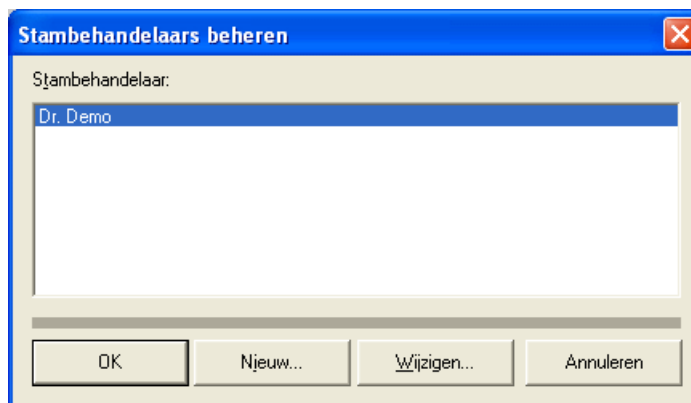 Stambehandelaars beheren
Stambehandelaar:
Dr. Demo
OK
Nieuw...
Wijzigen...
Annuleren